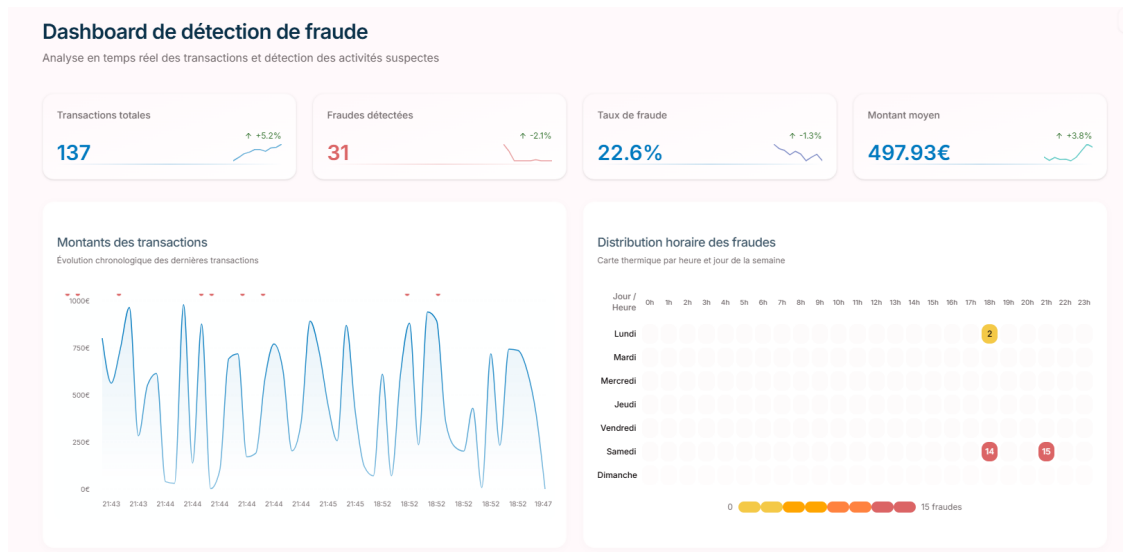 Dashboard de détection de fraude
Analyse en temps réel des transactions et détection des activités suspectes
Transactions totales
↑ +5.2%
137
Fraudes détectées
↑ -2.1%
31
Taux de fraude
↑ -1.3%
22.6%
Montant moyen
↑ +3.8%
497.93€
Montants des transactions
Évolution chronologique des dernières transactions
1000€
750€
500€
250€
0€
21:43 21:43 21:44 21:44 21:44 21:44 21:44 21:44 21:45 21:45 18:52 18:52 18:52 18:52 18:52 18:52 19:47
Distribution horaire des fraudes
Carte thermique par heure et jour de la semaine
Jour / Heure 0h 1h 2h 3h 4h 5h 6h 7h 8h 9h 10h 11h 12h 13h 14h 15h 16h 17h 18h 19h 20h 21h 22h 23h
Lundi 2
Mardi
Mercredi
Jeudi
Vendredi
Samedi 14 15
Dimanche
0 15 fraudes